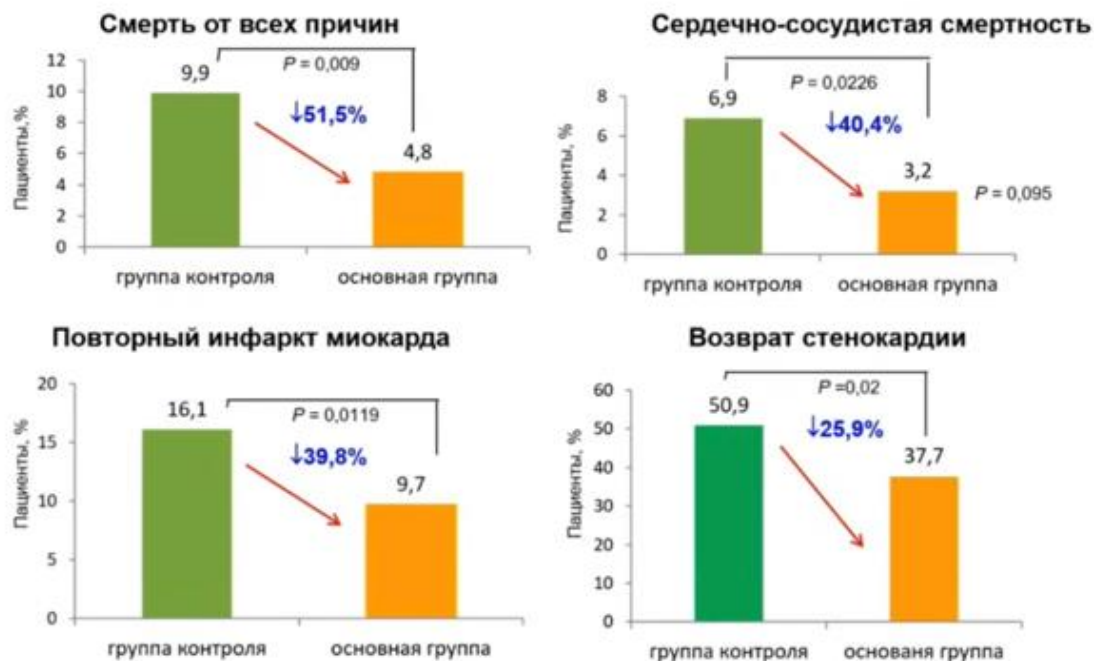 Смерть от всех причин
Пациенты,%
12
10
8
6
4
2
0
9,9
P = 0,009
↓51,5%
4,8
группа контроля
основная группа
Сердечно-сосудистая смертность
Пациенты, %
8
6
4
2
0
6,9
P = 0,0226
↓40,4%
3,2
P = 0,095
группа контроля
основная группа
Повторный инфаркт миокарда
Пациенты, %
20
15
10
5
0
16,1
P = 0,0119
↓39,8%
9,7
группа контроля
основная группа
Возврат стенокардии
Пациенты, %
60
50
40
30
20
10
0
50,9
P =0,02
↓25,9%
37,7
группа контроля
основаня группа